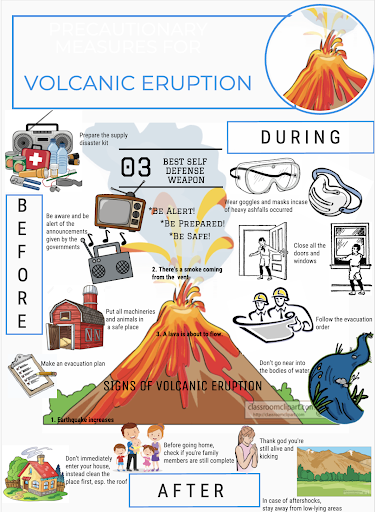 PRECAUTIONARY
MEASURES FOR
VOLCANIC ERUPTION
DURING
Prepare the supply
disaster kit
03
BEST SELF
DEFENSE
WEAPON
*Be Alert!
*Be Prepared!
*Be Safe!
BEFORE
Be aware and be
alert of the
announcements
given by the
governments
Wear goggles and masks incase
of heavy ashfalls occurred
Close all the
doors and
windows
2. There's a smoke coming
from the vent
Put all machineries
and animals in
a safe place
3. A lava is about to flow.
Follow the evacuation
order
Make an evacuation plan
Don't go near into
the bodies of water
SIGNS OF VOLCANIC ERUPTION
classroomclipart
1. Earthquake increases
Don't immediately
enter your house,
instead clean the
place first, esp. the roof
Before going home,
check if you're family
members are still complete
Thank god you're
still alive and
kicking
AFTER
In case of aftershocks,
stay away from low-lying areas